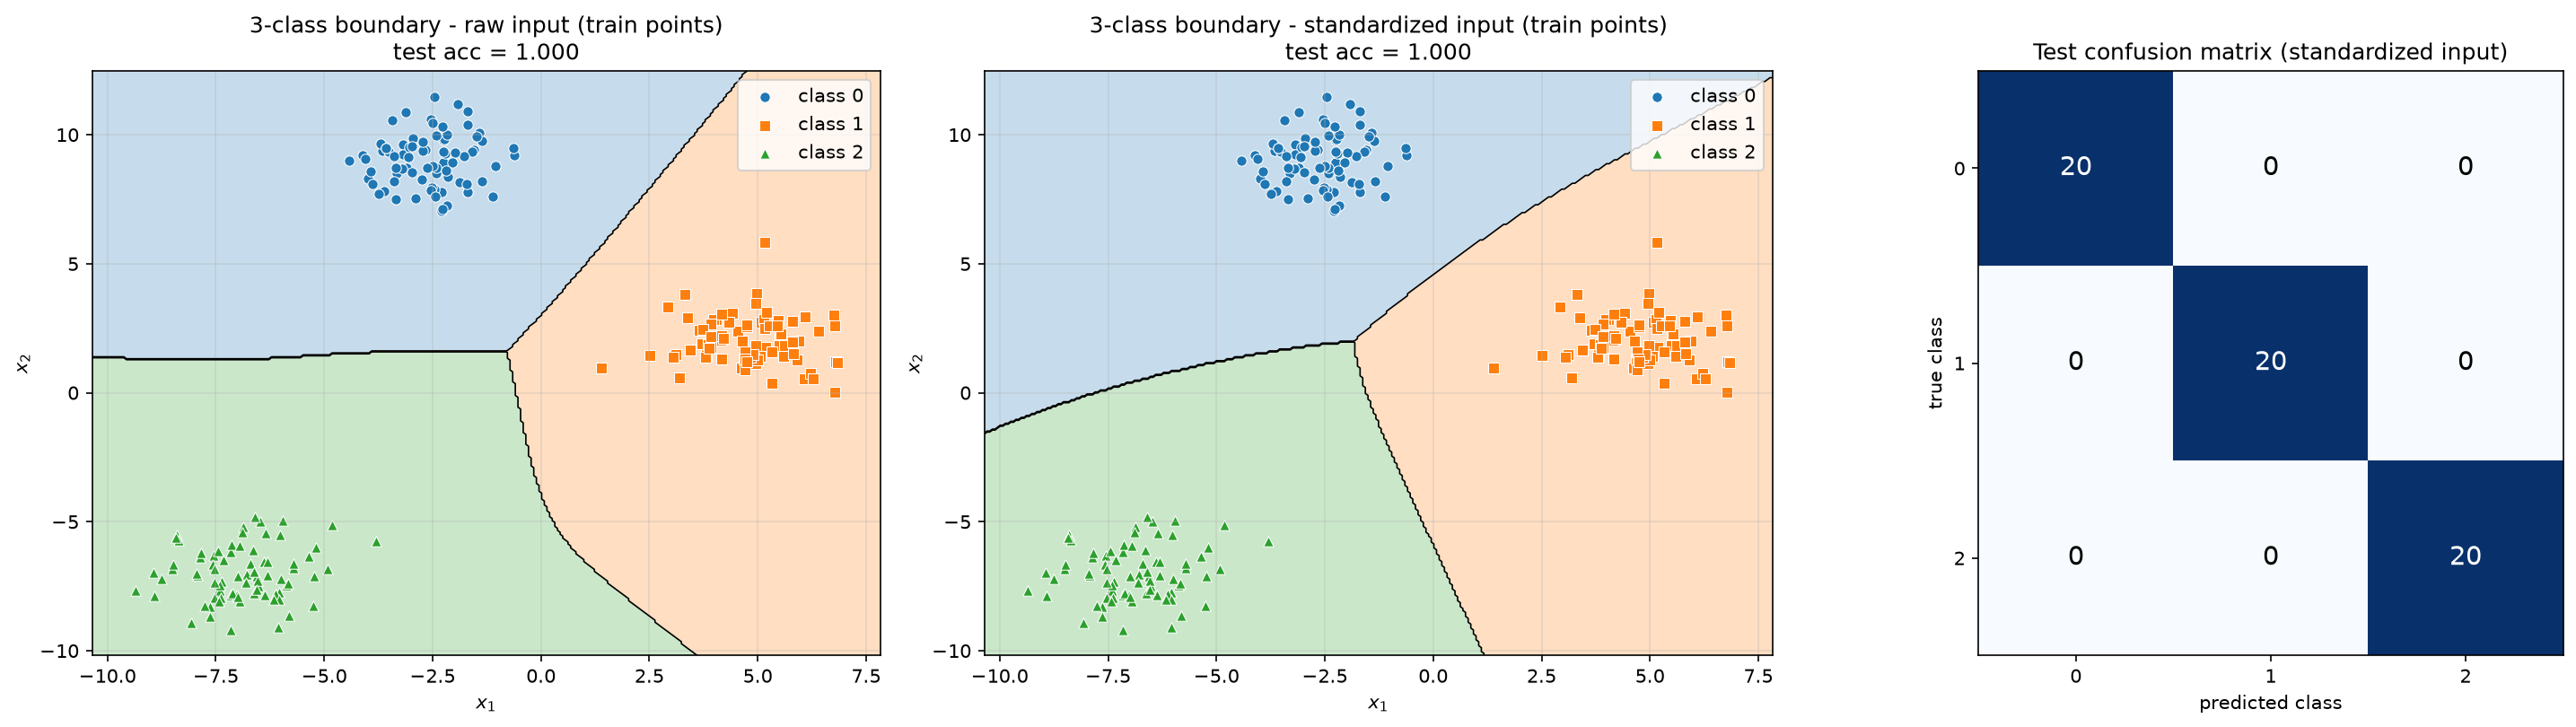 3-class boundary - raw input (train points)
test acc = 1.000
class 0
class 1
class 2
10
5
0
−5
−10
x₂
−10.0 −7.5 −5.0 −2.5 0.0 2.5 5.0 7.5
x₁
3-class boundary - standardized input (train points)
test acc = 1.000
class 0
class 1
class 2
10
5
0
−5
−10
x₂
−10.0 −7.5 −5.0 −2.5 0.0 2.5 5.0 7.5
x₁
Test confusion matrix (standardized input)
true class
0 20 0 0
1 0 20 0
2 0 0 20
0 1 2
predicted class